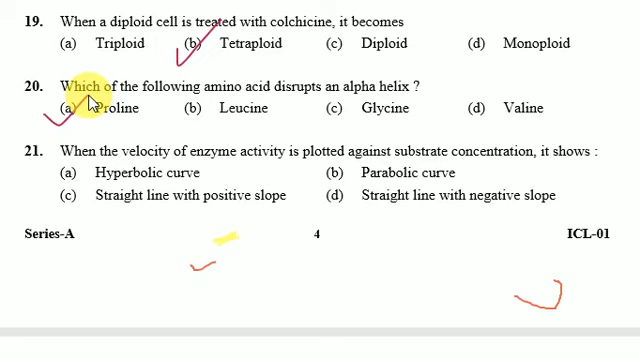 19. When a diploid cell is treated with colchicine, it becomes
(a) Triploid (b) Tetraploid (c) Diploid (d) Monoploid
20. Which of the following amino acid disrupts an alpha helix ?
(a) Proline (b) Leucine (c) Glycine (d) Valine
21. When the velocity of enzyme activity is plotted against substrate concentration, it shows :
(a) Hyperbolic curve (b) Parabolic curve
(c) Straight line with positive slope (d) Straight line with negative slope
Series-A 4 ICL-01